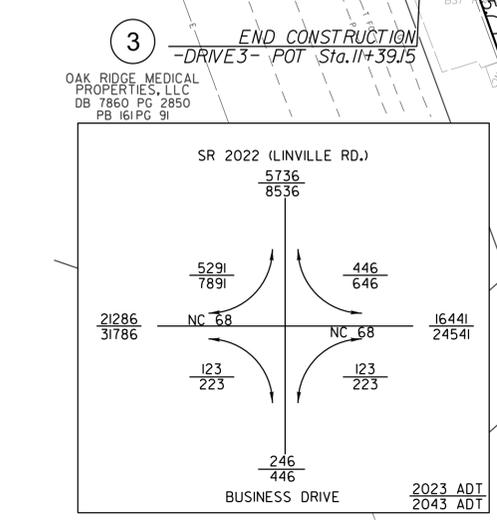 3
END CONSTRUCTION
-DRIVE3- POT Sta.11+39.15
OAK RIDGE MEDICAL
PROPERTIES, LLC
DB 7860 PG 2850
PB 161 PG 91
SR 2022 (LINVILLE RD.)
5736
8536
5291
7891
446
646
21286
31786
NC 68
NC 68
16441
24541
123
223
123
223
246
446
BUSINESS DRIVE
2023 ADT
2043 ADT